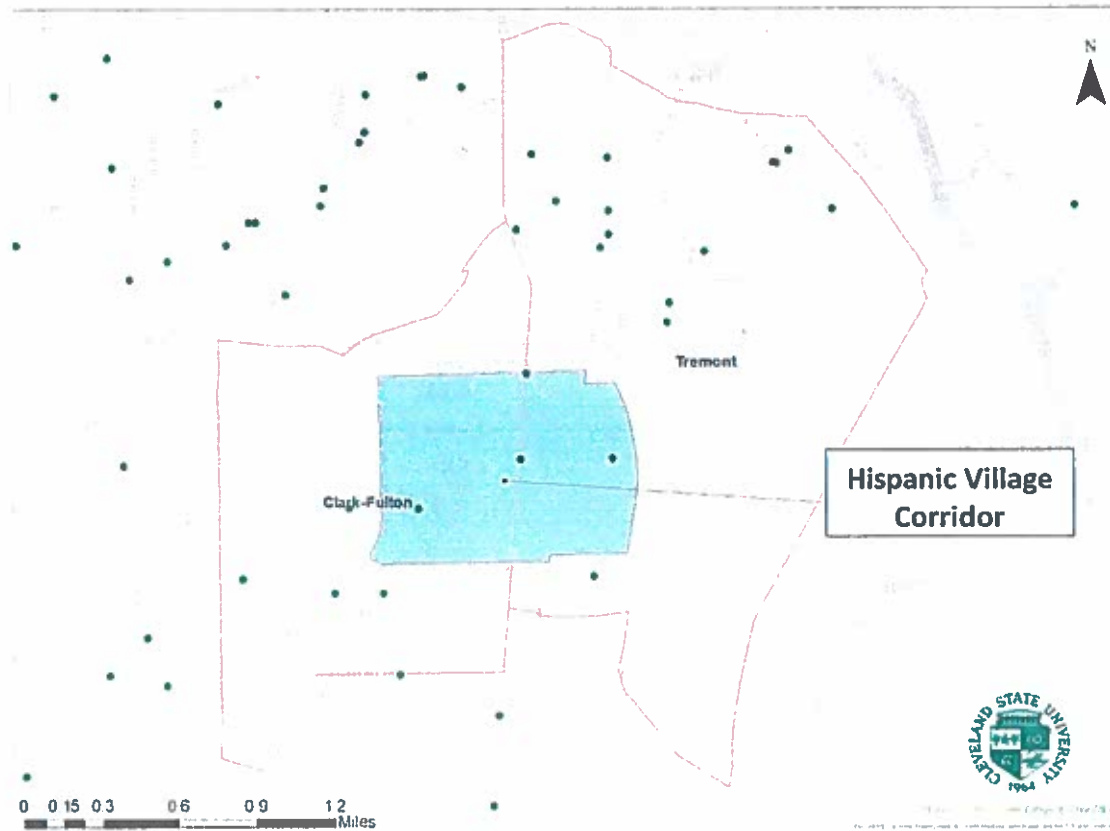 N
Tremont
Hispanic Village
Corridor
Clark-Fulton
CLEVELAND STATE UNIVERSITY
1964
0 0 15 0 3 0 6 0 9 1 2
Miles